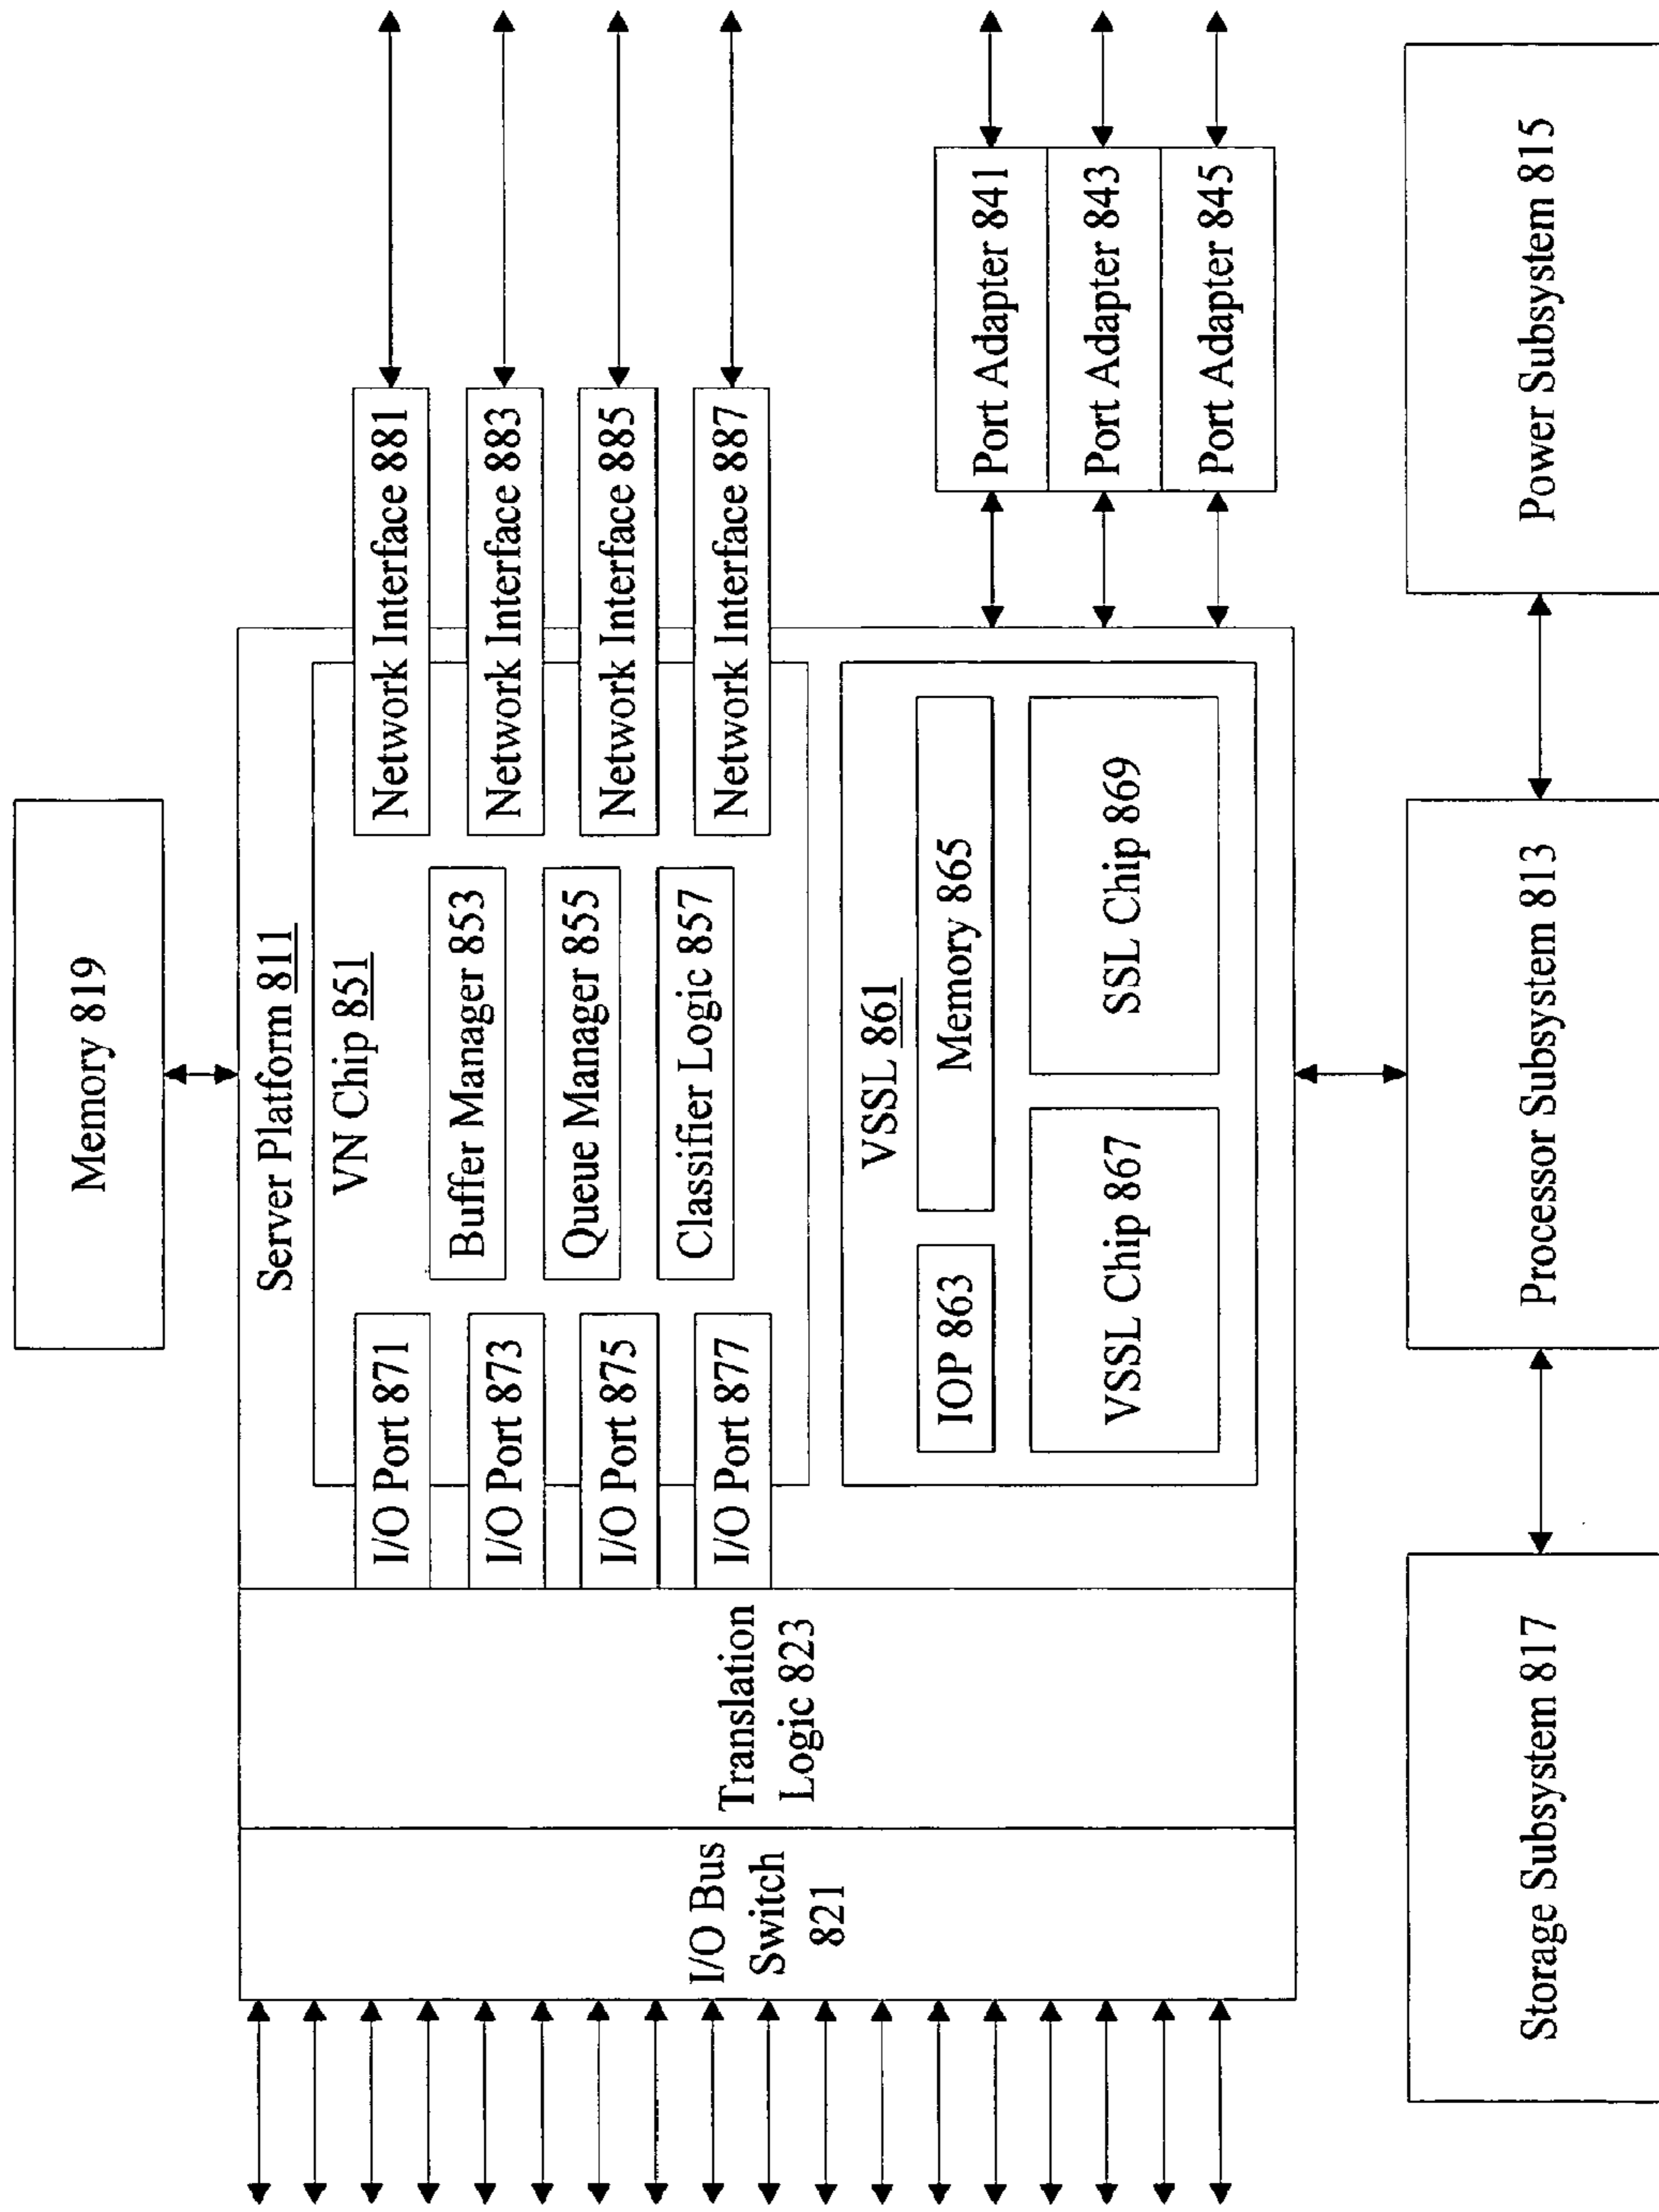 Memory 819
Server Platform 811
VN Chip 851
I/O Port 871
I/O Port 873
I/O Port 875
I/O Port 877
Buffer Manager 853
Queue Manager 855
Classifier Logic 857
Network Interface 881
Network Interface 883
Network Interface 885
Network Interface 887
I/O Bus
Switch
821
Translation
Logic 823
VSSL 861
IOP 863
Memory 865
VSSL Chip 867
SSL Chip 869
Port Adapter 841
Port Adapter 843
Port Adapter 845
Storage Subsystem 817
Processor Subsystem 813
Power Subsystem 815